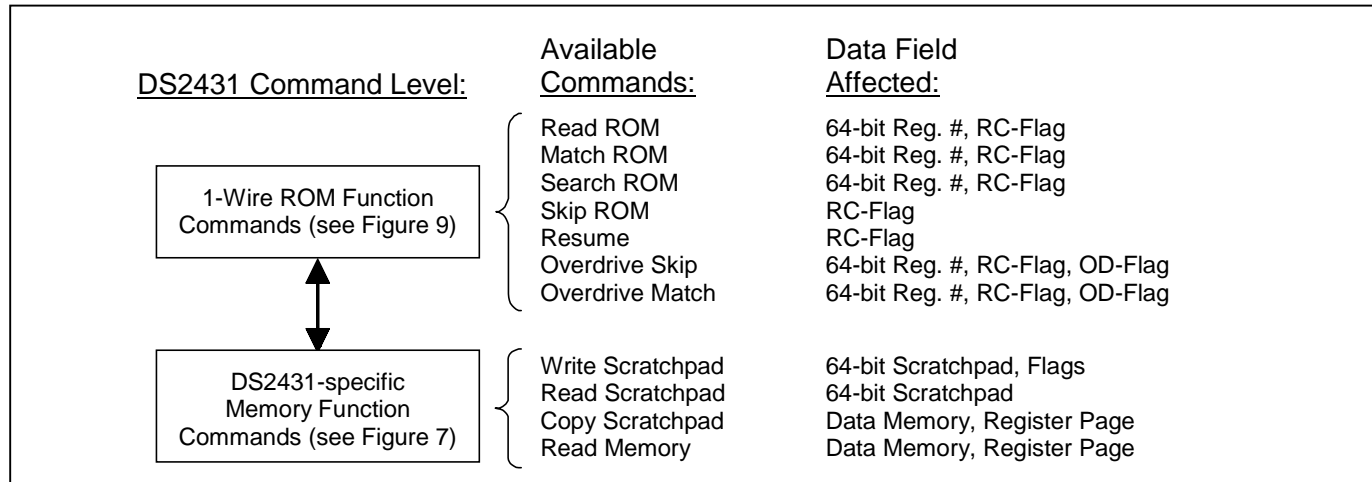 Available
Data Field
DS2431 Command Level:
Commands:
Affected:
1-Wire ROM Function
Commands (see Figure 9)
Read ROM 64-bit Reg. #, RC-Flag
Match ROM 64-bit Reg. #, RC-Flag
Search ROM 64-bit Reg. #, RC-Flag
Skip ROM RC-Flag
Resume RC-Flag
Overdrive Skip 64-bit Reg. #, RC-Flag, OD-Flag
Overdrive Match 64-bit Reg. #, RC-Flag, OD-Flag
DS2431-specific
Memory Function
Commands (see Figure 7)
Write Scratchpad 64-bit Scratchpad, Flags
Read Scratchpad 64-bit Scratchpad
Copy Scratchpad Data Memory, Register Page
Read Memory Data Memory, Register Page